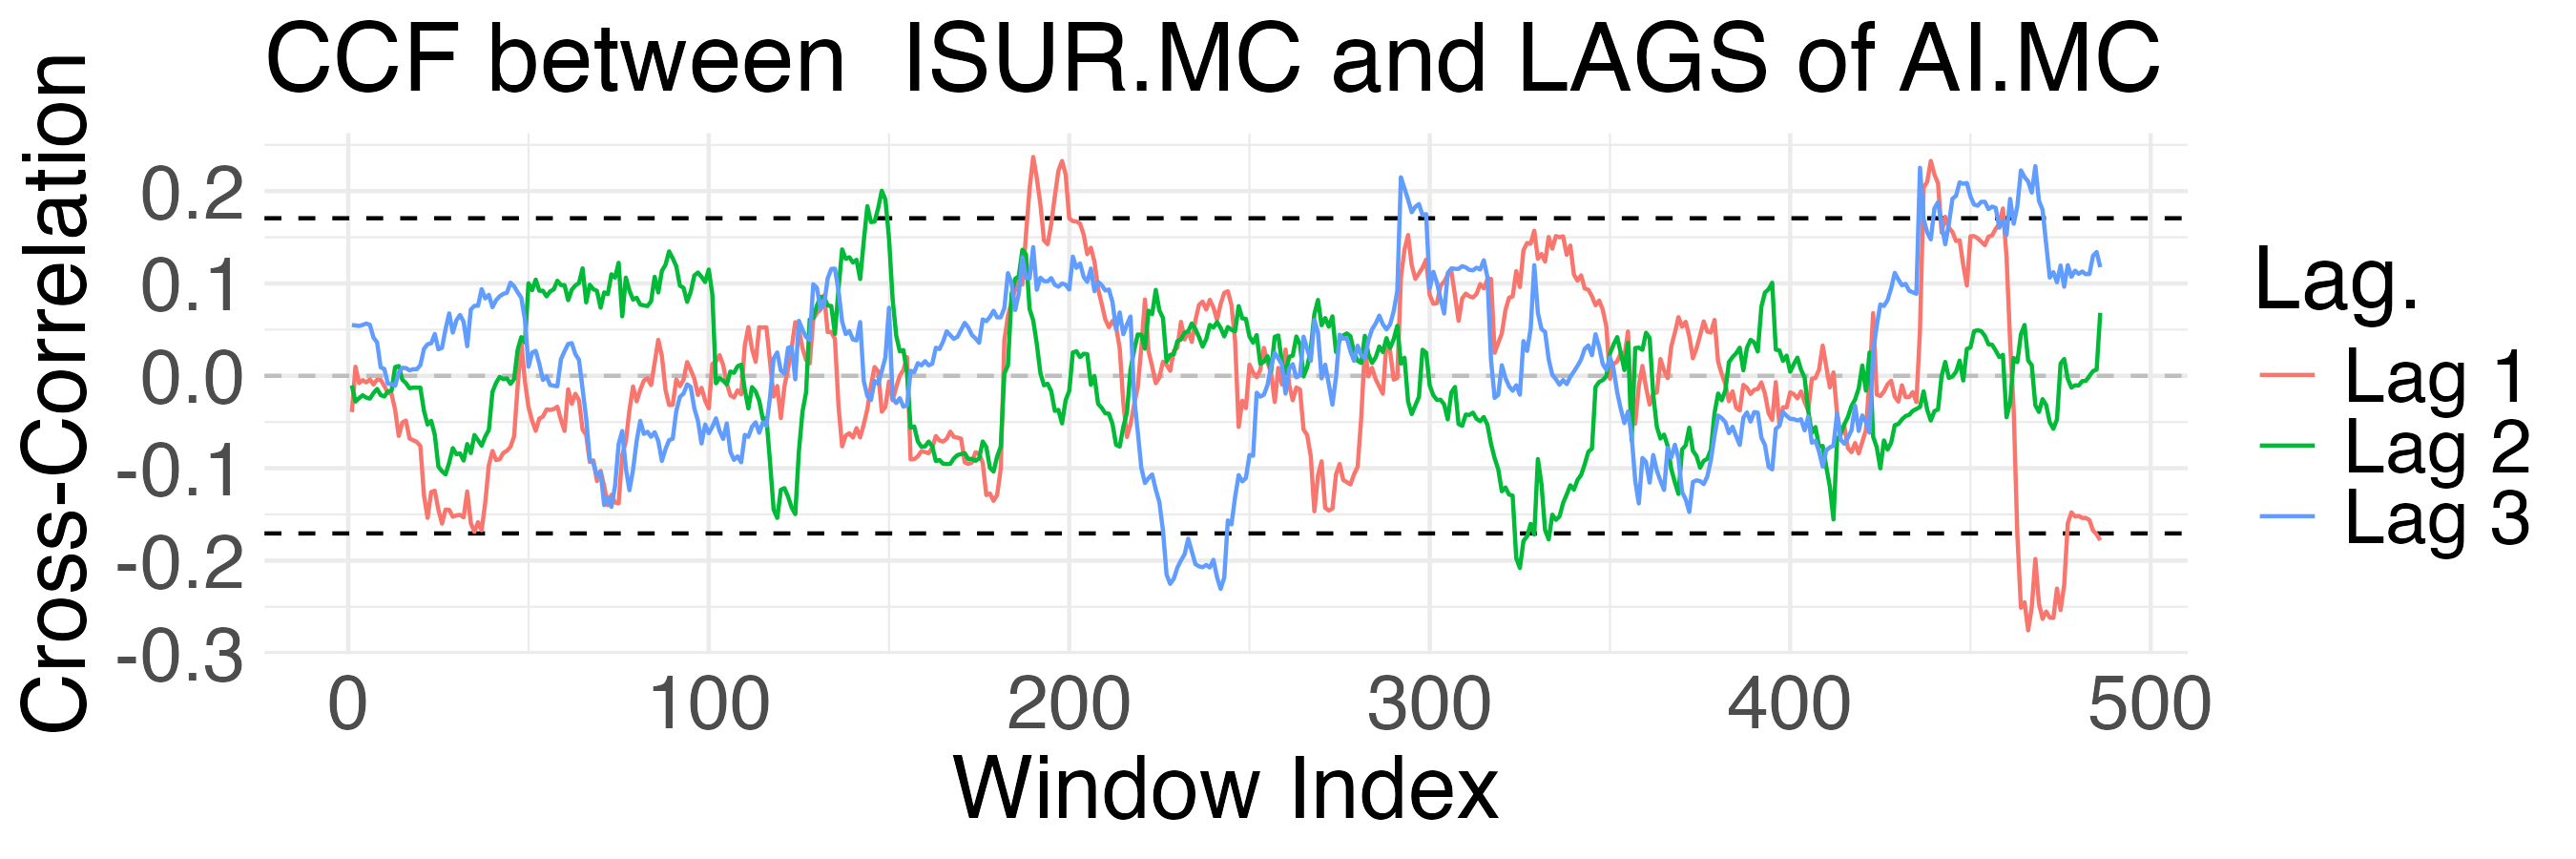 CCF between  ISUR.MC and LAGS of AI.MC
Cross-Correlation
0.2
0.1
0.0
-0.1
-0.2
-0.3
0 100 200 300 400 500
Window Index
Lag.
Lag 1
Lag 2
Lag 3